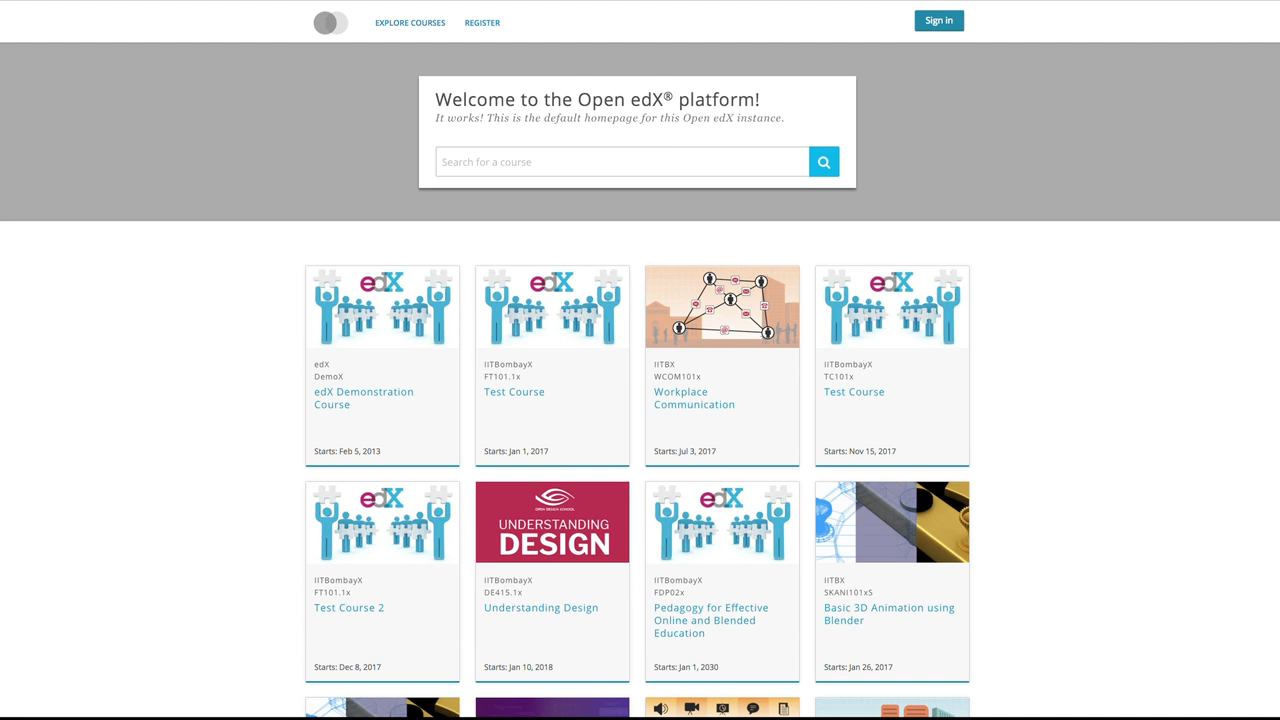 EXPLORE COURSES
REGISTER
Sign in
Welcome to the Open edX® platform!
It works! This is the default homepage for this Open edX instance.
Search for a course
edX
edX
edX
edX
DemoX
edX Demonstration
Course
Starts: Feb 5, 2013
IITBombayX
FT101.1x
Test Course
Starts: Jan 1, 2017
IITBX
WCOM101x
Workplace
Communication
Starts: Jul 3, 2017
IITBombayX
TC101x
Test Course
Starts: Nov 15, 2017
edX
OPEN DESIGN SCHOOL
UNDERSTANDING
DESIGN
edX
IITBombayX
FT101.1x
Test Course 2
Starts: Dec 8, 2017
IITBombayX
DE415.1x
Understanding Design
Starts: Jan 10, 2018
IITBombayX
FDP02x
Pedagogy for Effective
Online and Blended
Education
Starts: Jan 1, 2030
IITBX
SKANI101xS
Basic 3D Animation using
Blender
Starts: Jan 26, 2017